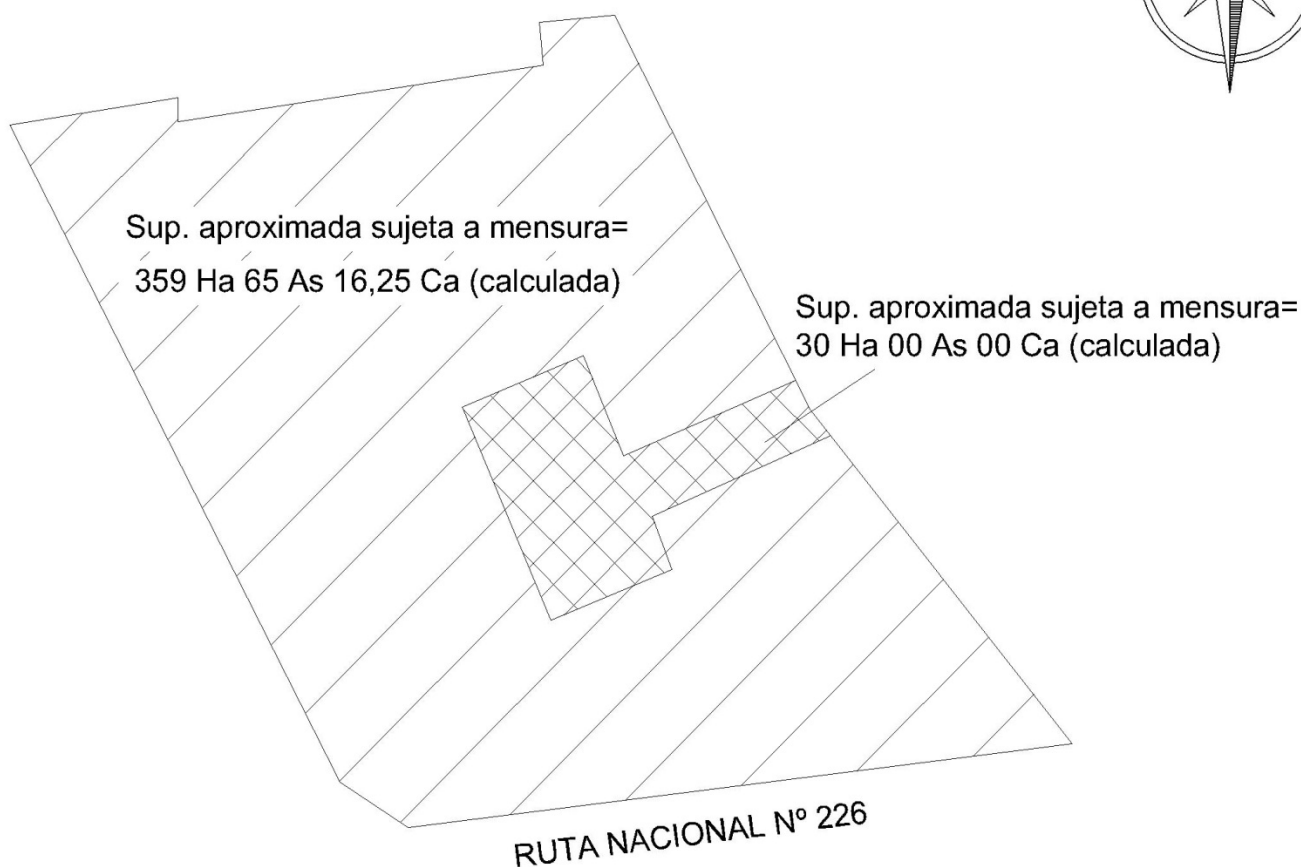 Sup. aproximada sujeta a mensura=
359 Ha 65 As 16,25 Ca (calculada)
Sup. aproximada sujeta a mensura=
30 Ha 00 As 00 Ca (calculada)
RUTA NACIONAL Nº 226